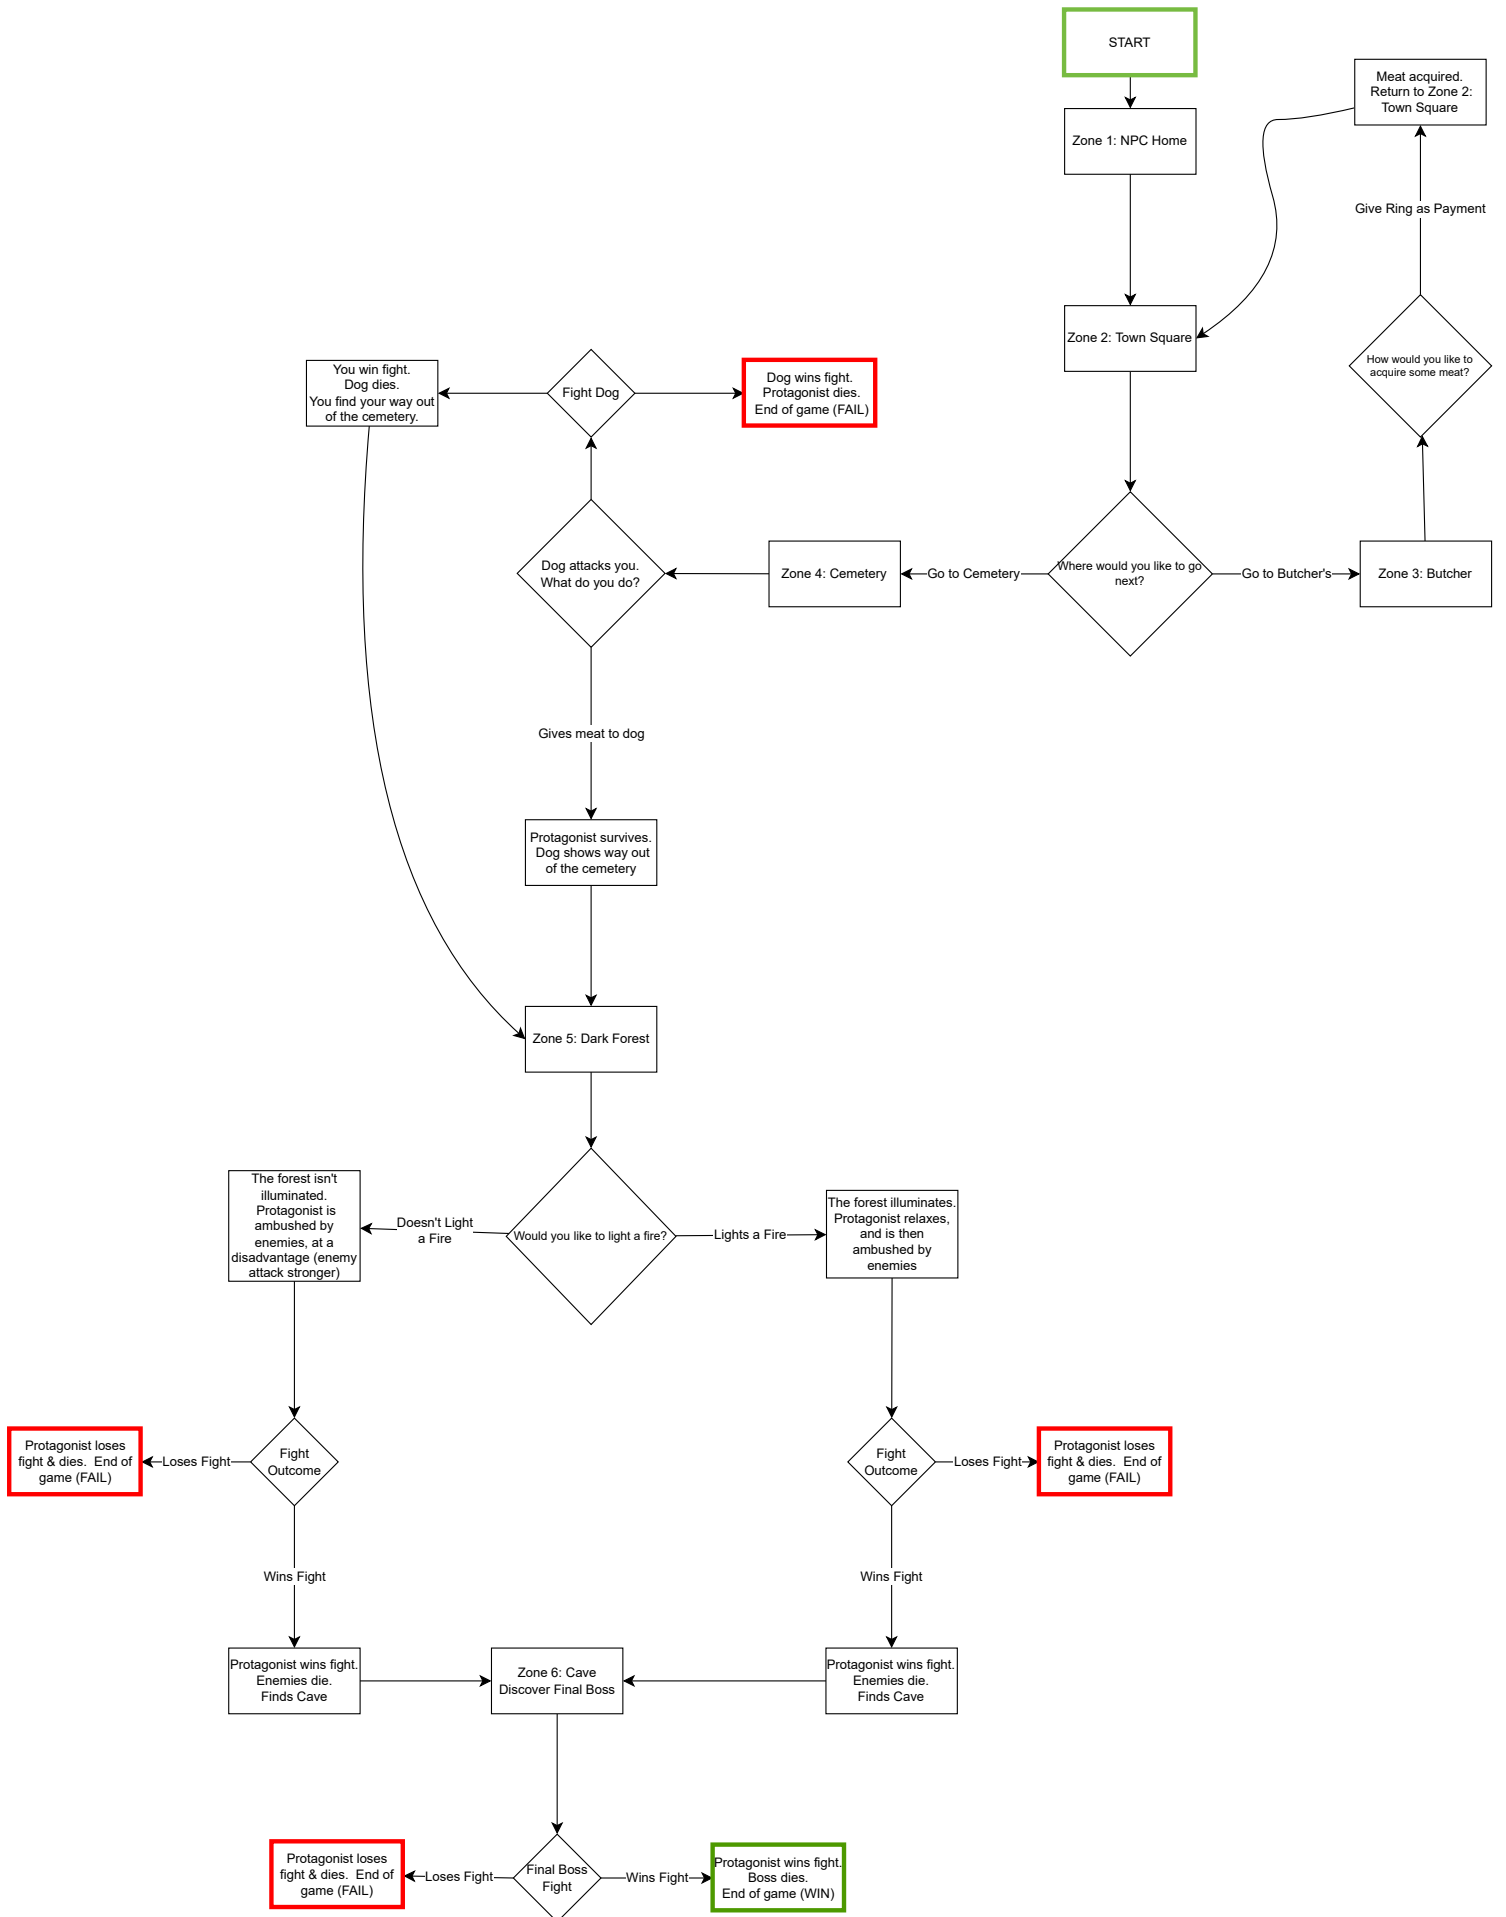 START
Meat acquired.
Return to Zone 2:
Town Square
Zone 1: NPC Home
Give Ring as Payment
Zone 2: Town Square
How would you like to
acquire some meat?
You win fight.
Dog dies.
You find your way out
of the cemetery.
Fight Dog
Dog wins fight.
Protagonist dies.
End of game (FAIL)
Dog attacks you.
What do you do?
Zone 4: Cemetery
Go to Cemetery
Where would you like to go
next?
Go to Butcher's
Zone 3: Butcher
Gives meat to dog
Protagonist survives.
Dog shows way out
of the cemetery
Zone 5: Dark Forest
The forest isn't
illuminated.
Protagonist is
ambushed by
enemies, at a
disadvantage (enemy
attack stronger)
Doesn't Light
a Fire
Would you like to light a fire?
Lights a Fire
The forest illuminates.
Protagonist relaxes,
and is then
ambushed by
enemies
Protagonist loses
fight & dies. End of
game (FAIL)
Loses Fight
Fight
Outcome
Fight
Outcome
Loses Fight
Protagonist loses
fight & dies. End of
game (FAIL)
Wins Fight
Wins Fight
Protagonist wins fight.
Enemies die.
Finds Cave
Zone 6: Cave
Discover Final Boss
Protagonist wins fight.
Enemies die.
Finds Cave
Protagonist loses
fight & dies. End of
game (FAIL)
Loses Fight
Final Boss
Fight
Wins Fight
Protagonist wins fight.
Boss dies.
End of game (WIN)